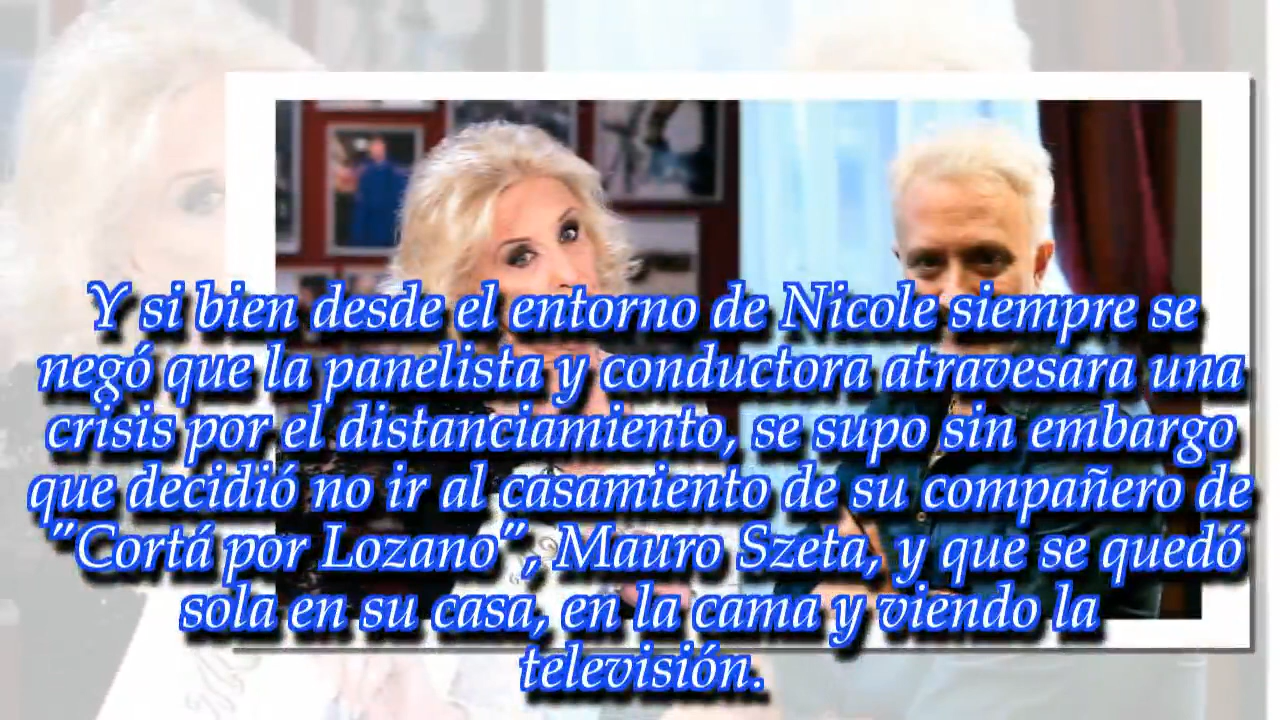 Y si bien desde el entorno de Nicole siempre se
negó que la panelista y conductora atravesara una
crisis por el distanciamiento, se supo sin embargo
que decidió no ir al casamiento de su compañero de
"Cortá por Lozano", Mauro Szeta, y que se quedó
sola en su casa, en la cama y viendo la
televisión.